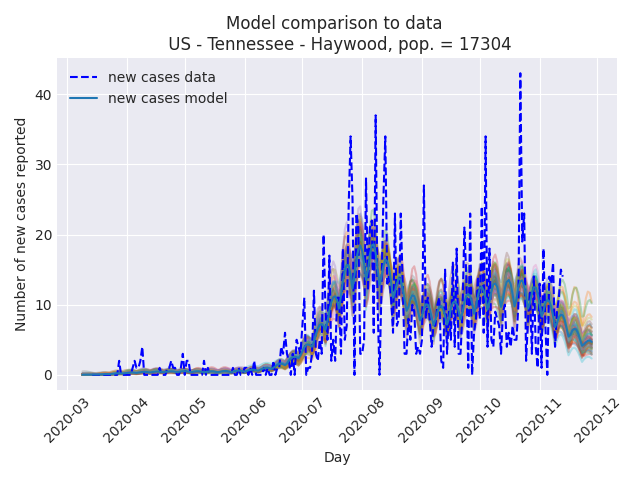 Model comparison to data
US - Tennessee - Haywood, pop. = 17304
new cases data
new cases model
Number of new cases reported
40
30
20
10
0
2020-03
2020-04
2020-05
2020-06
2020-07
2020-08
2020-09
2020-10
2020-11
2020-12
Day